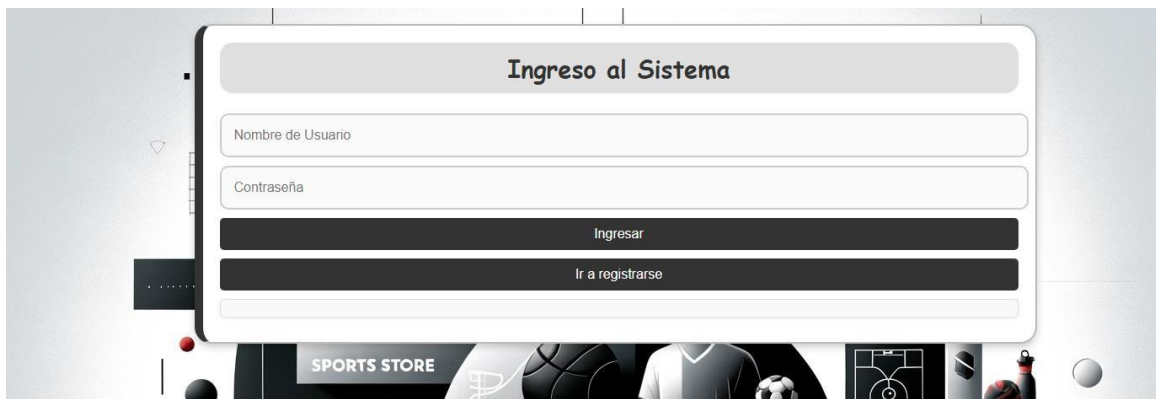 Ingreso al Sistema
Nombre de Usuario
Contraseña
Ingresar
Ir a registrarse
SPORTS STORE